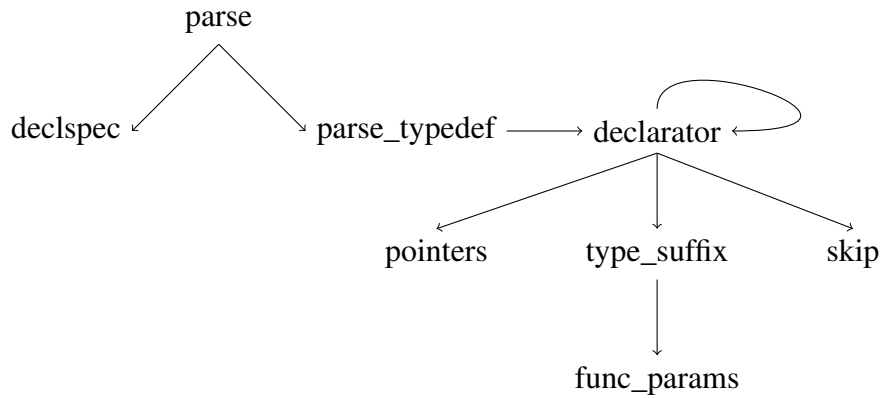 parse
declspec
parse_typedef
declarator
pointers
type_suffix
skip
func_params